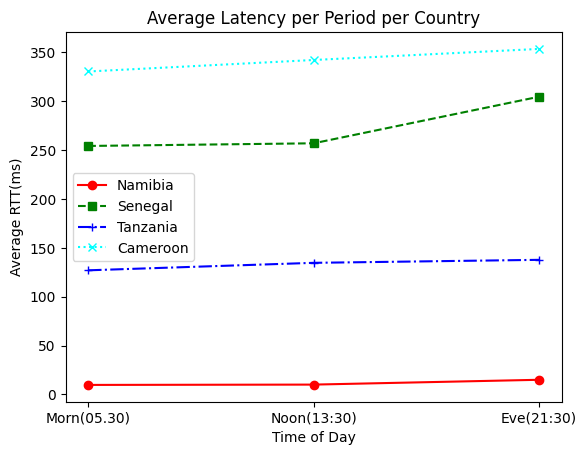 Average Latency per Period per Country
350
300
250
200
150
100
50
0
Average RTT(ms)
Namibia
Senegal
Tanzania
Cameroon
Morn(05.30)
Noon(13:30)
Eve(21:30)
Time of Day